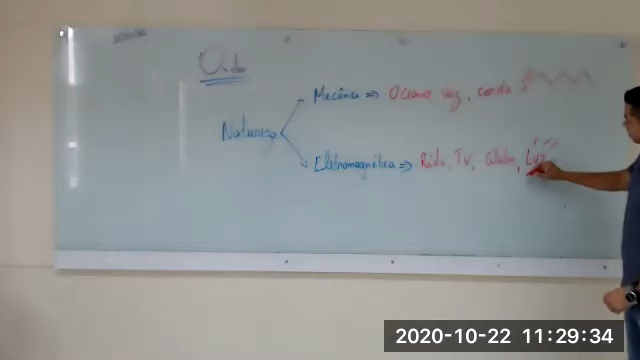 Ondas
Mecânica ⇒ Oceano voz, corda
Natureza
Eletromagnética ⇒ Rádio, Tv, Celular, Luz
2020-10-22 11:29:34